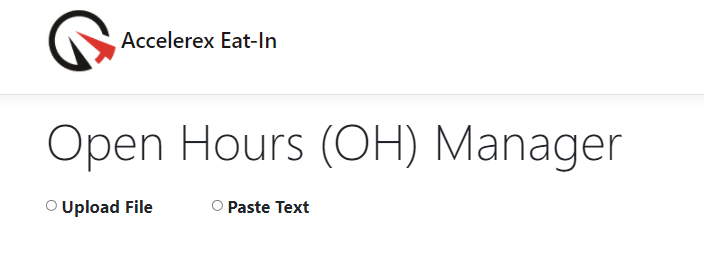 Accelerex Eat-In
Open Hours (OH) Manager
Upload File Paste Text